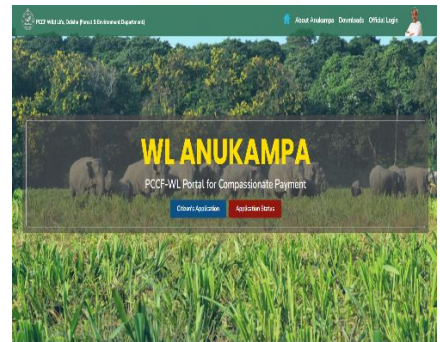 PCCF Wild Life, Odisha (Forest & Environment Department)
About Anukampa Downloads Official Login
WL ANUKAMPA
PCCF-WL Portal for Compassionate Payment
Citizen's Application Application Status